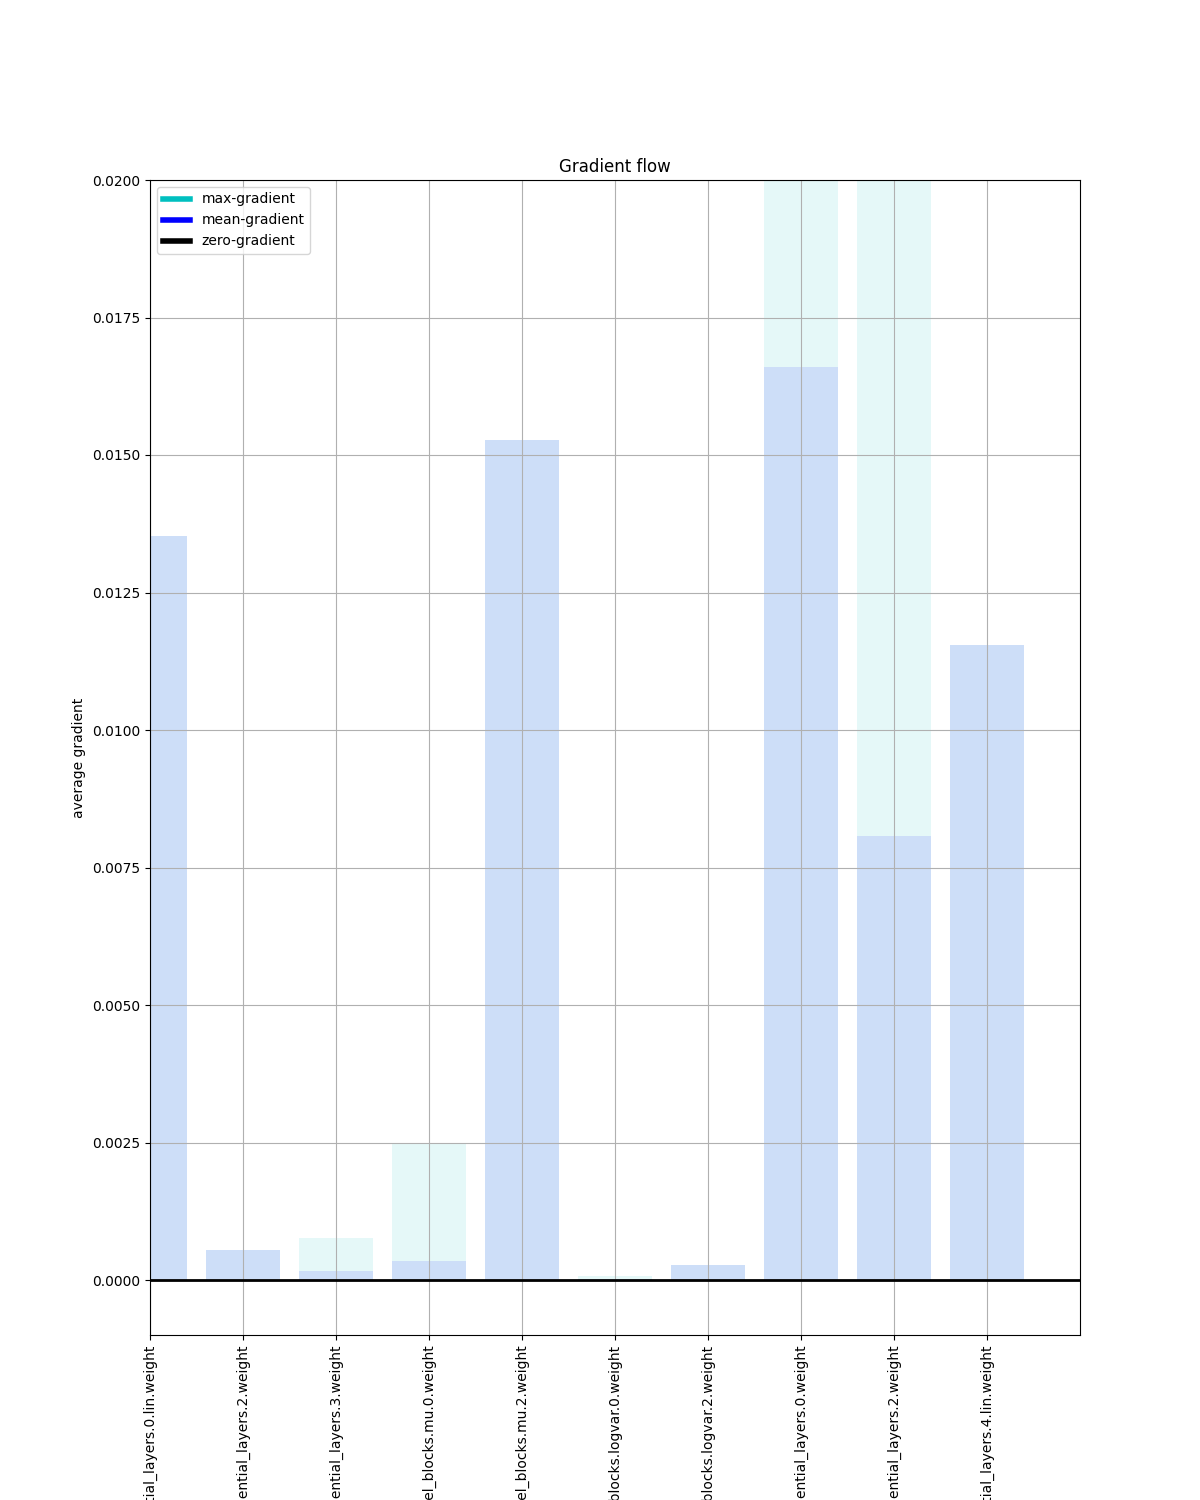 Gradient flow
max-gradient
mean-gradient
zero-gradient
0.0200
0.0175
0.0150
0.0125
0.0100
0.0075
0.0050
0.0025
0.0000
average gradient
tial_layers.0.lin.weight
ential_layers.2.weight
ential_layers.3.weight
el_blocks.mu.0.weight
el_blocks.mu.2.weight
blocks.logvar.0.weight
blocks.logvar.2.weight
ential_layers.0.weight
ential_layers.2.weight
tial_layers.4.lin.weight